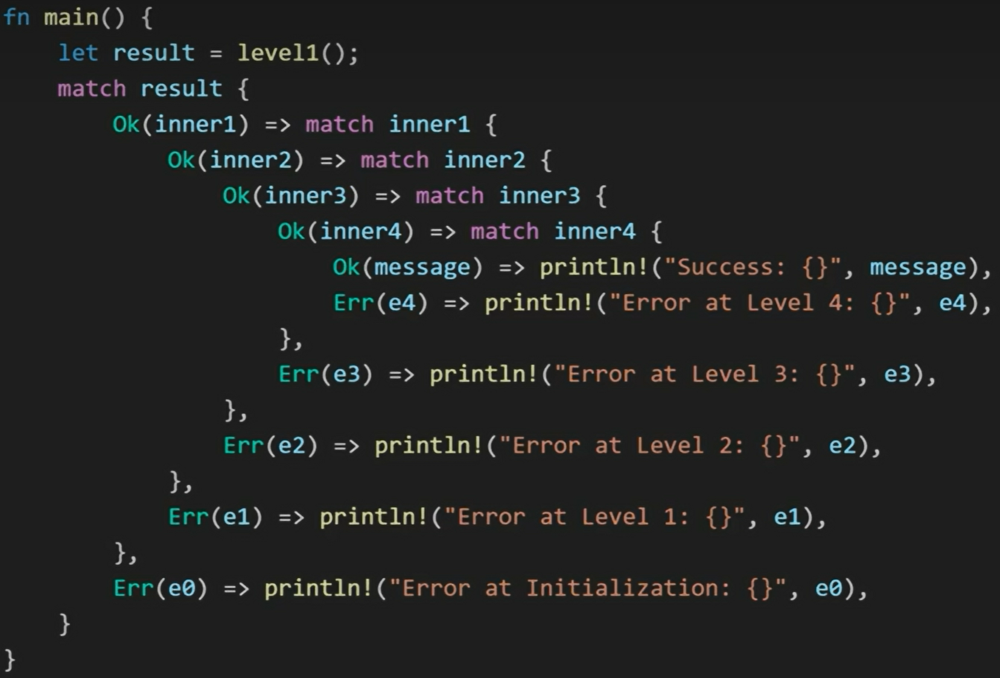 fn main() {
    let result = level1();
    match result {
        Ok(inner1) => match inner1 {
            Ok(inner2) => match inner2 {
                Ok(inner3) => match inner3 {
                    Ok(inner4) => match inner4 {
                        Ok(message) => println!("Success: {}", message),
                        Err(e4) => println!("Error at Level 4: {}", e4),
                    },
                    Err(e3) => println!("Error at Level 3: {}", e3),
                },
                Err(e2) => println!("Error at Level 2: {}", e2),
            },
            Err(e1) => println!("Error at Level 1: {}", e1),
        },
        Err(e0) => println!("Error at Initialization: {}", e0),
    }
}